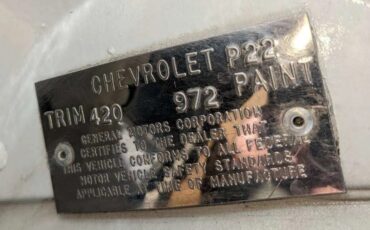 CHEVROLET P22
TRIM 420 972 PAINT
GENERAL MOTORS CORPORATION
CERTIFIES TO THE DEALER THAT
THIS VEHICLE CONFORMS TO ALL FEDERAL
MOTOR VEHICLE SAFETY STANDARDS
APPLICABLE AT TIME OF MANUFACTURE